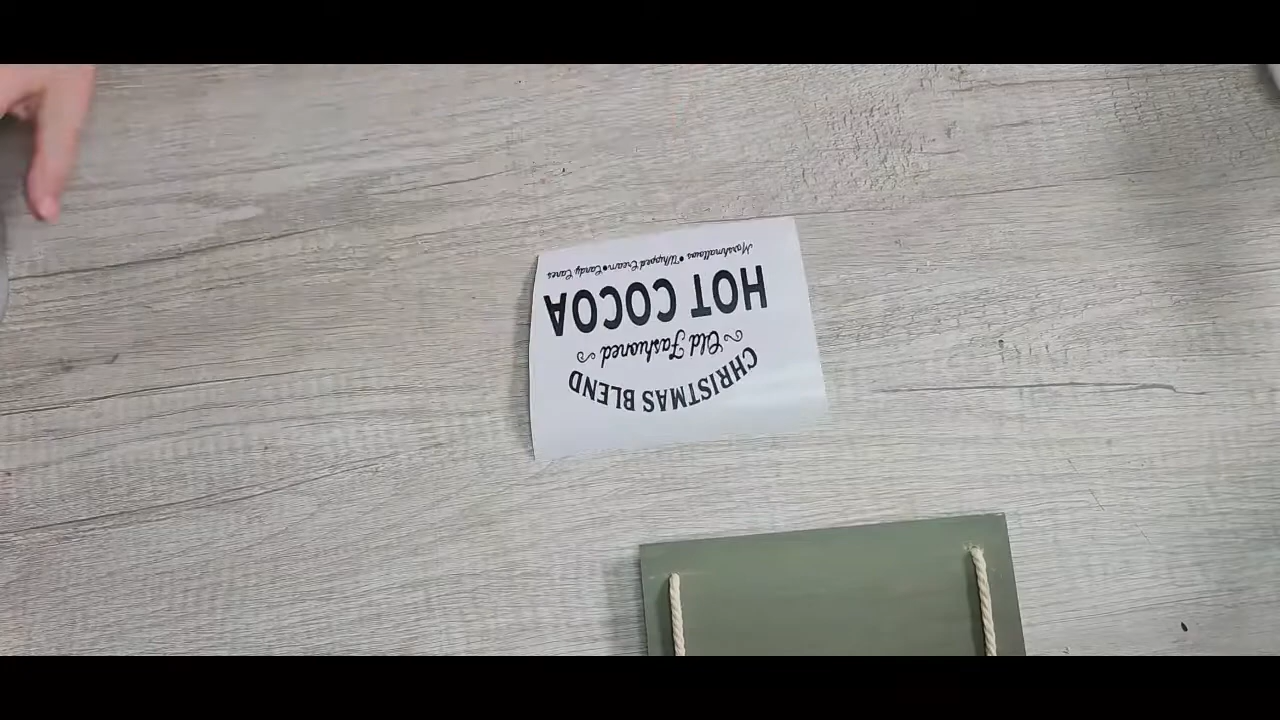 CHRISTMAS BLEND
Old Fashioned
HOT COCOA
Marshmallows • Whipped Cream • Candy Canes